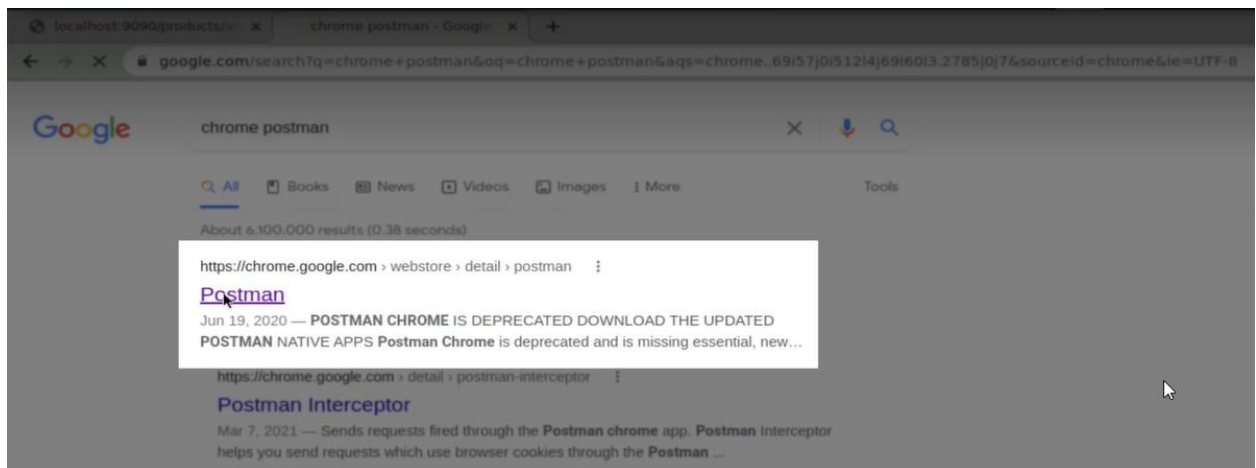 localhost:9090/products/
chrome postman - Google
google.com/search?q=chrome+postman&oq=chrome+postman&aqs=chrome..69i57j0i512l4j69i60l3.2785j0j7&sourceid=chrome&ie=UTF-8
Google
chrome postman
All Books News Videos Images More Tools
About 6,100,000 results (0.38 seconds)
https://chrome.google.com › webstore › detail › postman
Postman
Jun 19, 2020 — POSTMAN CHROME IS DEPRECATED DOWNLOAD THE UPDATED
POSTMAN NATIVE APPS Postman Chrome is deprecated and is missing essential, new...
https://chrome.google.com › detail › postman-interceptor
Postman Interceptor
Mar 7, 2021 — Sends requests fired through the Postman chrome app. Postman Interceptor
helps you send requests which use browser cookies through the Postman ...